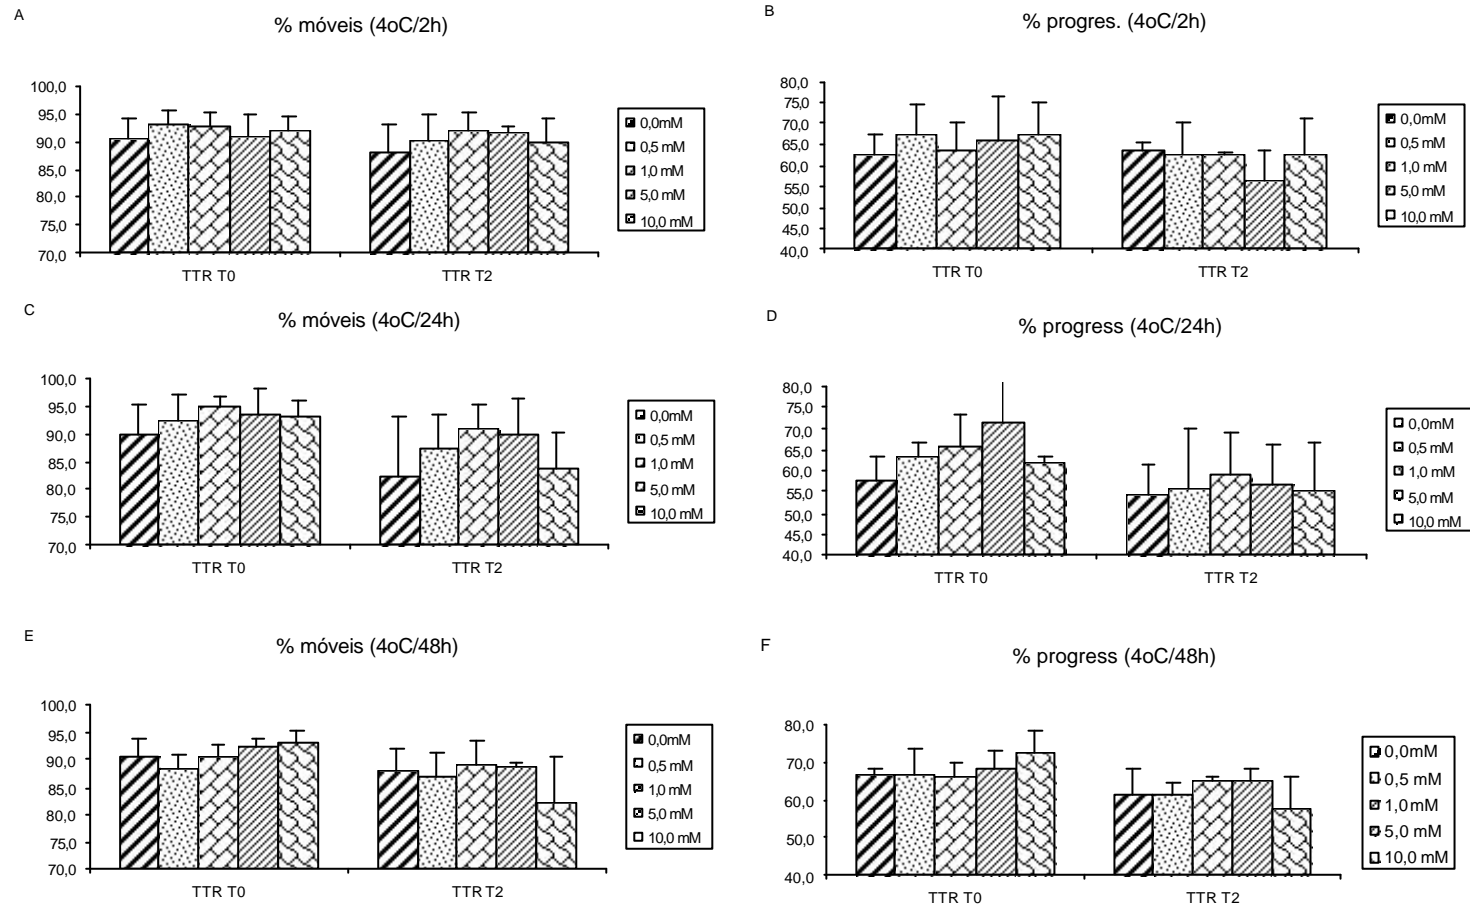 A
% móveis (4oC/2h)
100,0
95,0
90,0
85,0
80,0
75,0
70,0
TTR T0
TTR T2
0,0mM
0,5 mM
1,0 mM
5,0 mM
10,0 mM
B
% progres. (4oC/2h)
80,0
75,0
70,0
65,0
60,0
55,0
50,0
45,0
40,0
TTR T0
TTR T2
0,0mM
0,5 mM
1,0 mM
5,0 mM
10,0 mM
C
% móveis (4oC/24h)
100,0
95,0
90,0
85,0
80,0
75,0
70,0
TTR T0
TTR T2
0,0mM
0,5 mM
1,0 mM
5,0 mM
10,0 mM
D
% progress (4oC/24h)
80,0
75,0
70,0
65,0
60,0
55,0
50,0
45,0
40,0
TTR T0
TTR T2
0,0mM
0,5 mM
1,0 mM
5,0 mM
10,0 mM
E
% móveis (4oC/48h)
100,0
95,0
90,0
85,0
80,0
75,0
70,0
TTR T0
TTR T2
0,0mM
0,5 mM
1,0 mM
5,0 mM
10,0 mM
F
% progress (4oC/48h)
80,0
70,0
60,0
50,0
40,0
TTR T0
TTR T2
0,0mM
0,5 mM
1,0 mM
5,0 mM
10,0 mM